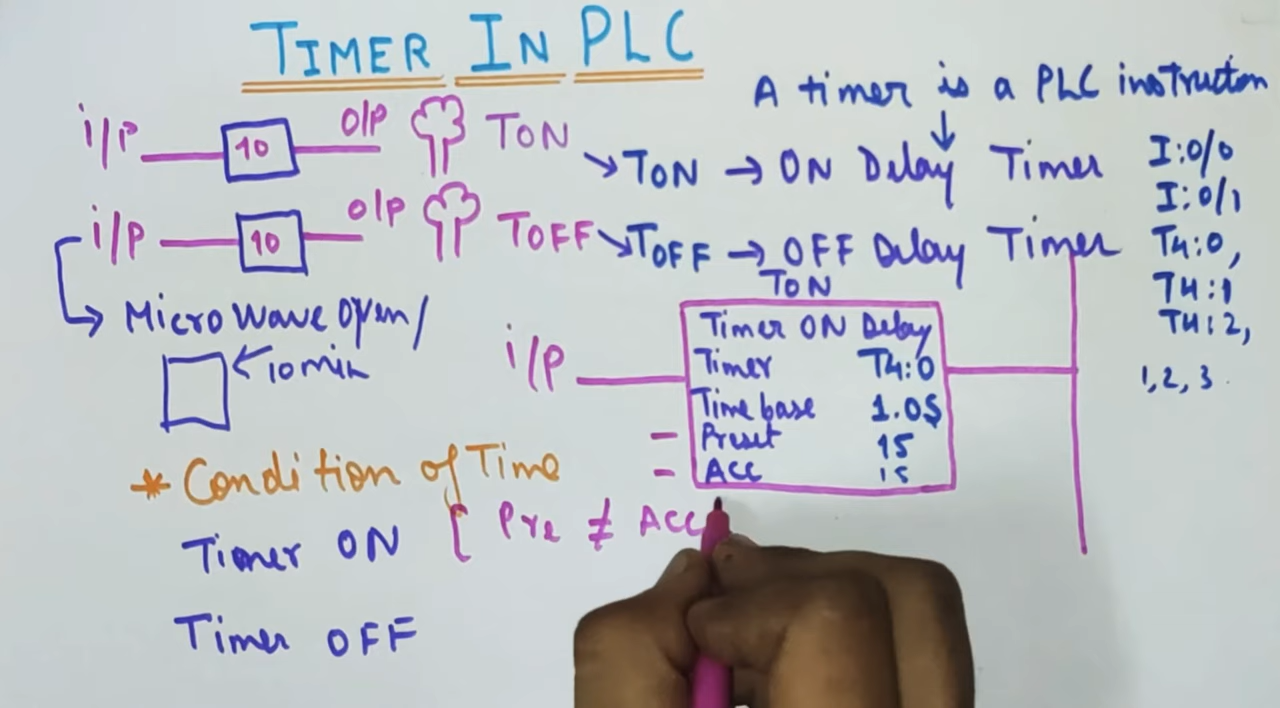 TIMER IN PLC
A timer is a PLC instructon
i/P 10 O/P TON
TON → ON Delay Timer
i/P 10 O/P TOFF
TOFF → OFF Delay Timer
I:0/0
I:0/1
T4:0,
T4:1
T4:2,
1,2,3.
Microwave open/
10 min
TON
i/P
Timer ON Delay
Timer T4:0
Time base 1.0S
Preset 15
ACC 15
* Condition of Time
Timer ON [ Pre ≠ ACC
Timer OFF